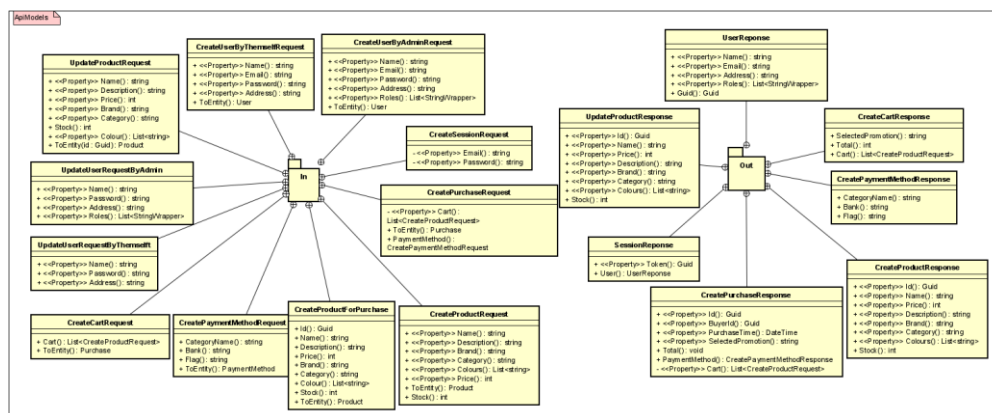 ApiModels
UpdateProductRequest
+ <<Property>> Name() : string
+ <<Property>> Description() : string
+ <<Property>> Price() : int
+ <<Property>> Brand() : string
+ <<Property>> Category() : string
+ Stock() : int
+ <<Property>> Colour() : List<string>
+ ToEntity(id : Guid) : Product
CreateUserByThemselfRequest
+ <<Property>> Name() : string
+ <<Property>> Email() : string
+ <<Property>> Password() : string
+ <<Property>> Address() : string
+ ToEntity() : User
CreateUserByAdminRequest
+ <<Property>> Name() : string
+ <<Property>> Email() : string
+ <<Property>> Password() : string
+ <<Property>> Address() : string
+ <<Property>> Roles() : List<StringWrapper>
+ ToEntity() : User
CreateSessionRequest
- <<Property>> Email() : string
- <<Property>> Password() : string
UpdateUserRequestByAdmin
+ <<Property>> Name() : string
+ <<Property>> Password() : string
+ <<Property>> Address() : string
+ <<Property>> Roles() : List<StringWrapper>
In
CreatePurchaseRequest
- <<Property>> Cart() :
List<CreateProductRequest>
+ ToEntity() : Purchase
+ PaymentMethod() :
CreatePaymentMethodRequest
UpdateUserRequestByThemselft
+ <<Property>> Name() : string
+ <<Property>> Password() : string
+ <<Property>> Address() : string
CreateCartRequest
+ Cart() : List<CreateProductRequest>
+ ToEntity() : Purchase
CreatePaymentMethodRequest
+ CategoryName() : string
+ Bank() : string
+ Flag() : string
+ ToEntity() : PaymentMethod
CreateProductForPurchase
+ Id() : Guid
+ Name() : string
+ Description() : string
+ Price() : int
+ Brand() : string
+ Category() : string
+ Colour() : List<string>
+ Stock() : int
+ ToEntity() : Product
CreateProductRequest
+ <<Property>> Name() : string
+ <<Property>> Description() : string
+ <<Property>> Brand() : string
+ <<Property>> Category() : string
+ <<Property>> Colours() : List<string>
+ <<Property>> Price() : int
+ ToEntity() : Product
+ Stock() : int
UserReponse
+ <<Property>> Name() : string
+ <<Property>> Email() : string
+ <<Property>> Address() : string
+ <<Property>> Roles() : List<StringWrapper>
+ Guid() : Guid
UpdateProductResponse
+ <<Property>> Id() : Guid
+ <<Property>> Name() : string
+ <<Property>> Price() : int
+ <<Property>> Description() : string
+ <<Property>> Brand() : string
+ <<Property>> Category() : string
+ <<Property>> Colours() : List<string>
+ Stock() : int
Out
CreateCartResponse
+ SelectedPromotion() : string
+ Total() : int
+ Cart() : List<CreateProductRequest>
CreatePaymentMethodResponse
+ CategoryName() : string
+ Bank() : string
+ Flag() : string
SessionReponse
+ <<Property>> Token() : Guid
+ User() : UserReponse
CreatePurchaseResponse
+ <<Property>> Id() : Guid
+ <<Property>> BuyerId() : Guid
+ <<Property>> PurchaseTime() : DateTime
+ <<Property>> SelectedPromotion() : string
+ Total() : void
+ PaymentMethod() : CreatePaymentMethodResponse
- <<Property>> Cart() : List<CreateProductRequest>
CreateProductResponse
+ <<Property>> Id() : Guid
+ <<Property>> Name() : string
+ <<Property>> Price() : int
+ <<Property>> Description() : string
+ <<Property>> Brand() : string
+ <<Property>> Category() : string
+ <<Property>> Colours() : List<string>
+ Stock() : int